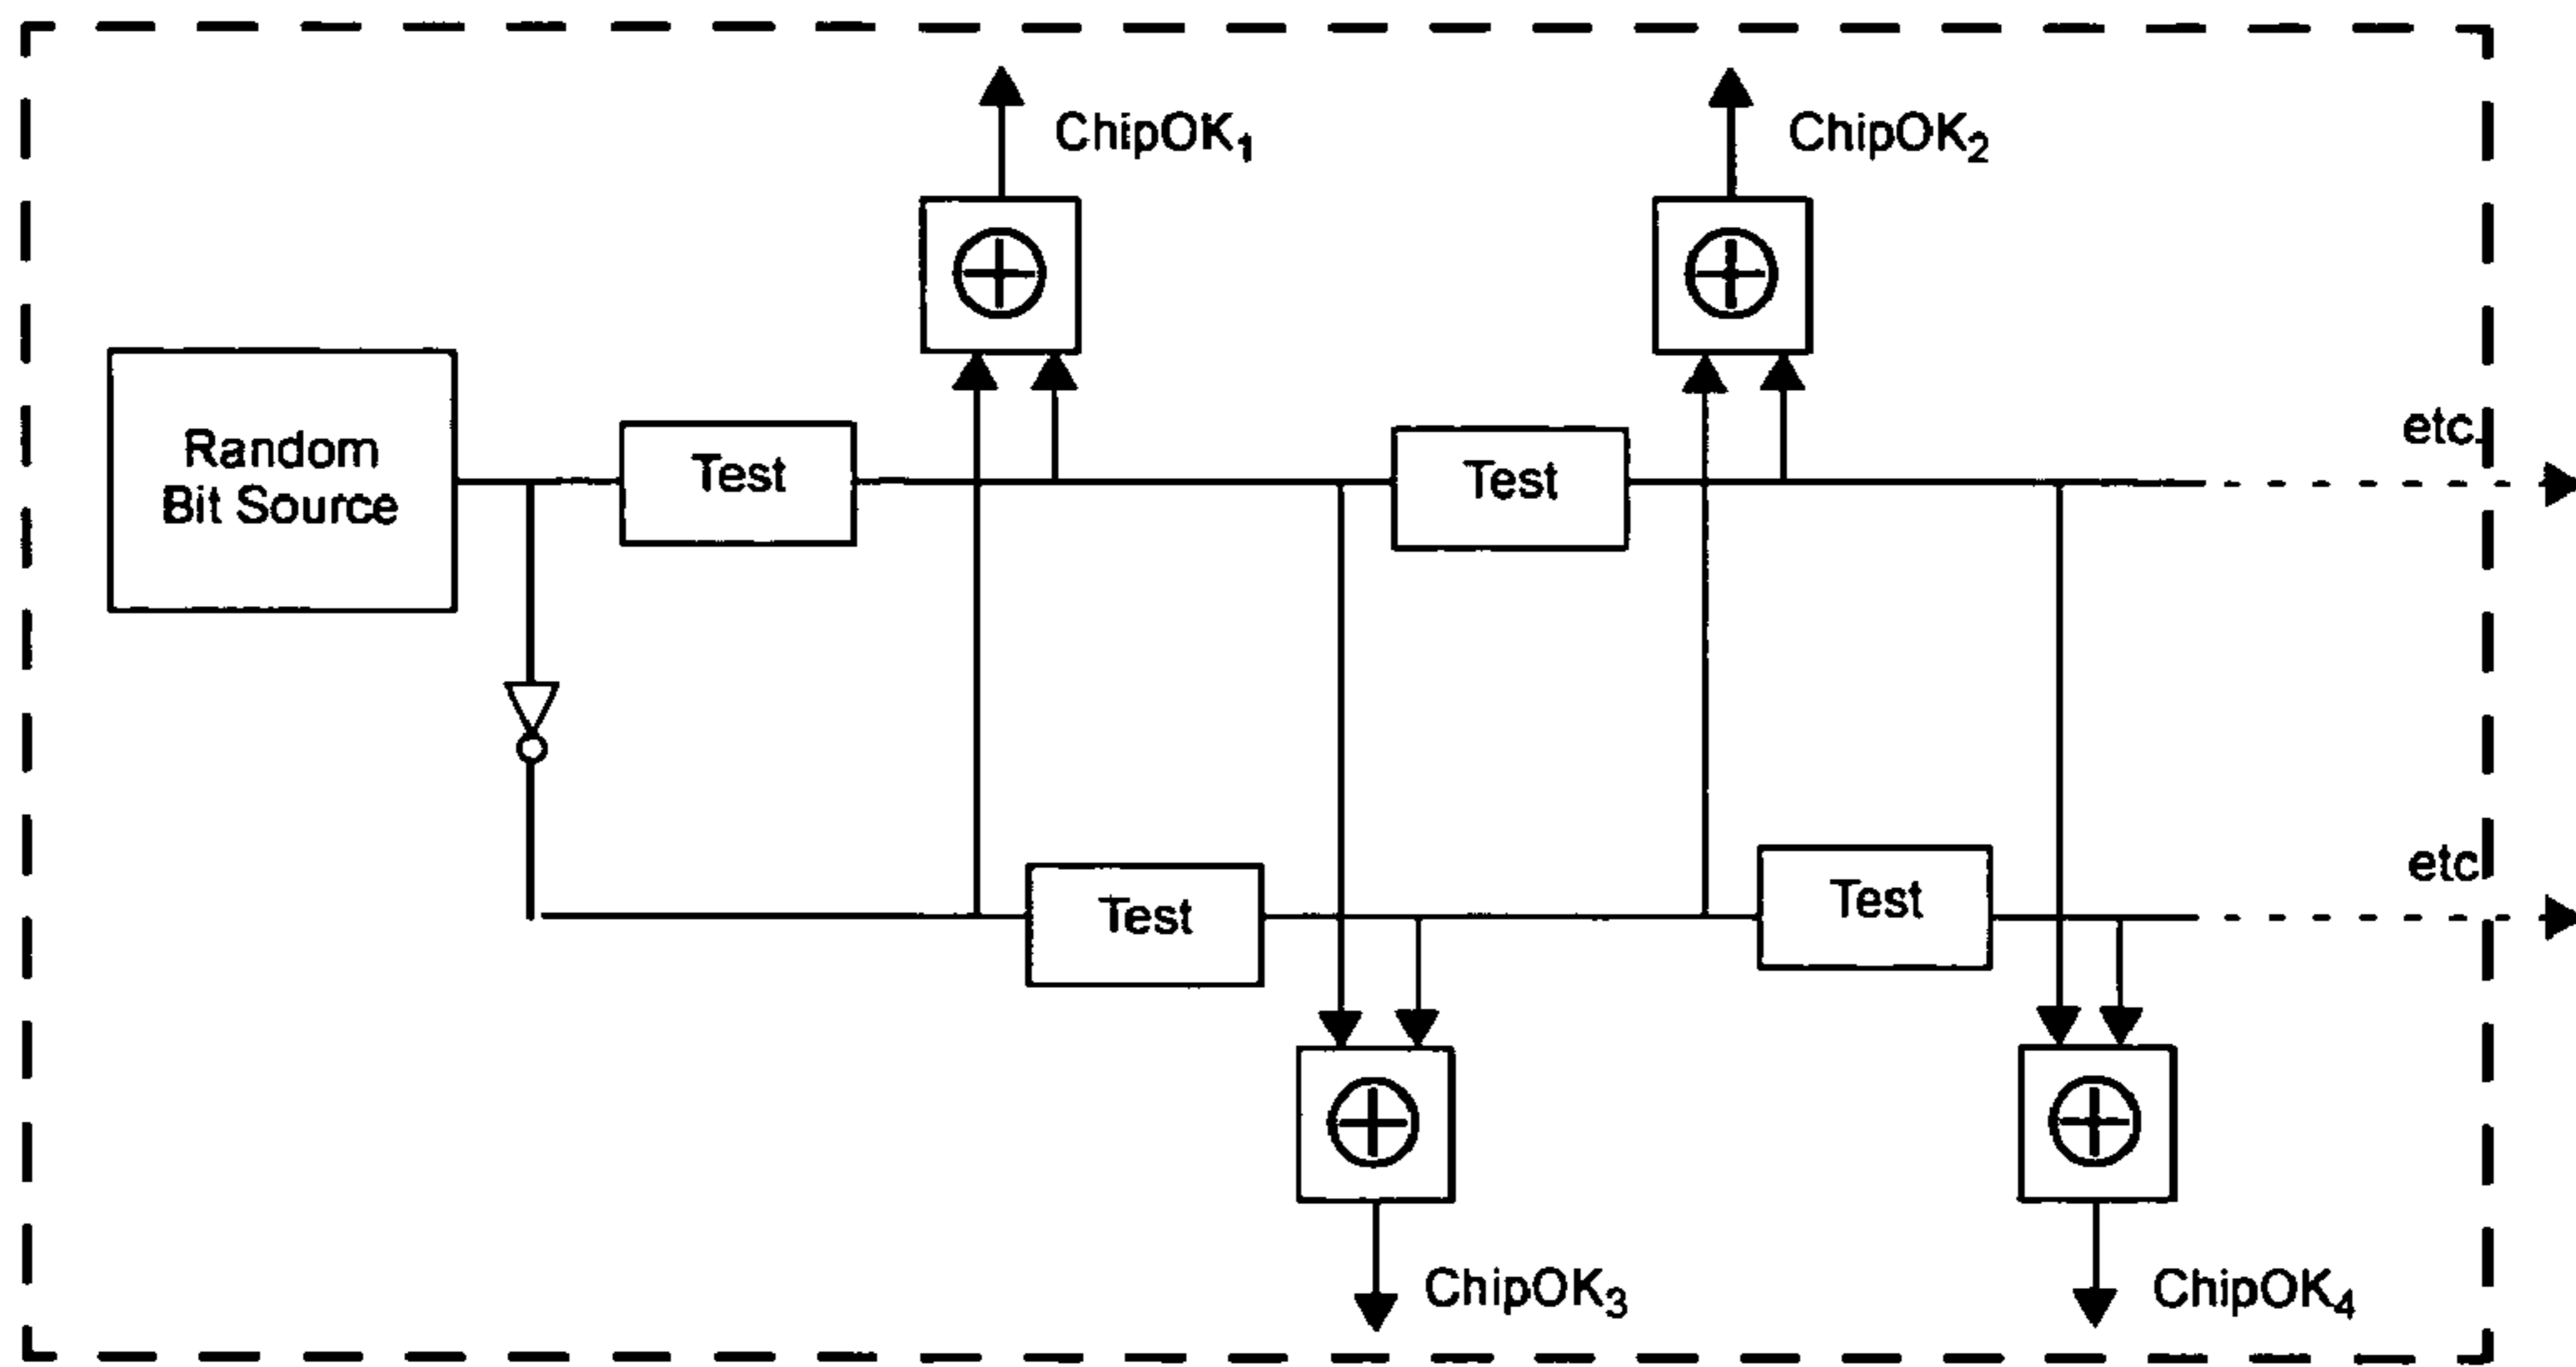 ChipOK₁
ChipOK₂
etc.
Random
Bit Source
Test
Test
etc
Test
Test
ChipOK₃
ChipOK₄